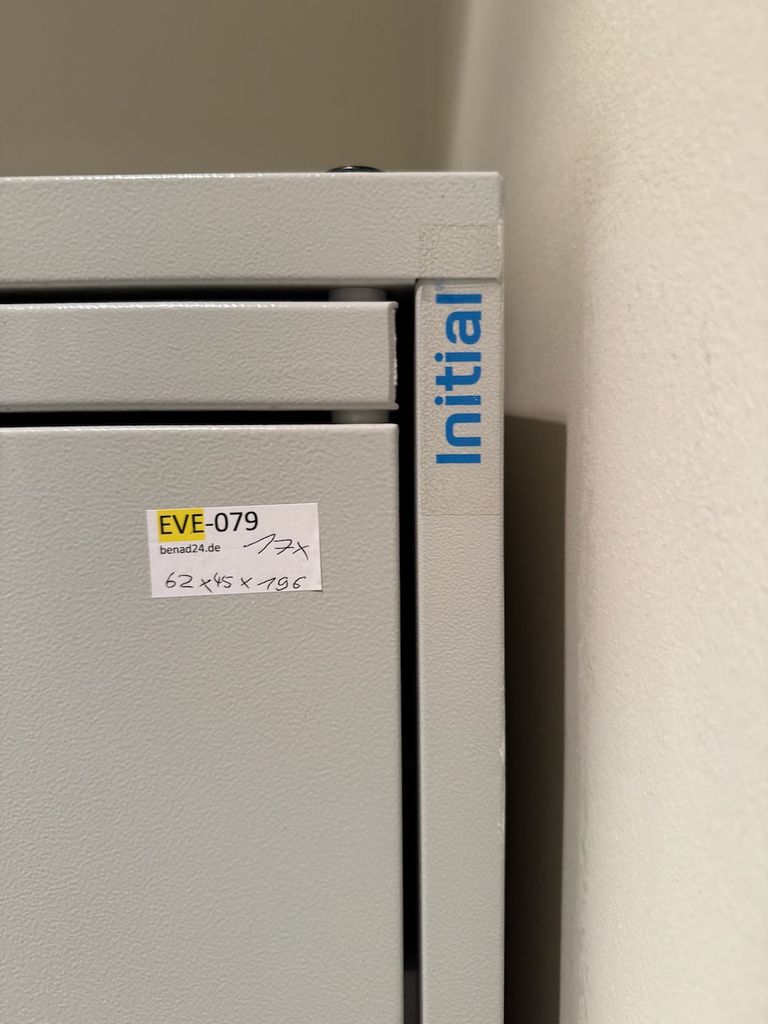 Initial
EVE-079
benad24.de 17x
62x45x196